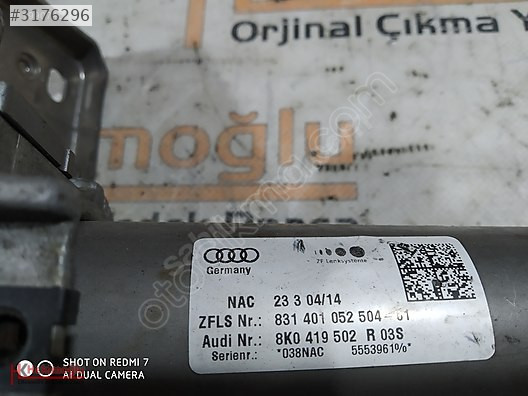 #3176296
Orjinal Çıkma Y
moğlu
Germany
ZF Lenksysteme
NAC 23 3 04/14
ZFLS Nr.: 831 401 052 504-01
Audi Nr.: 8K0 419 502 R 03S
Serienr.: *038NAC 5553961%*
SHOT ON REDMI 7
AI DUAL CAMERA